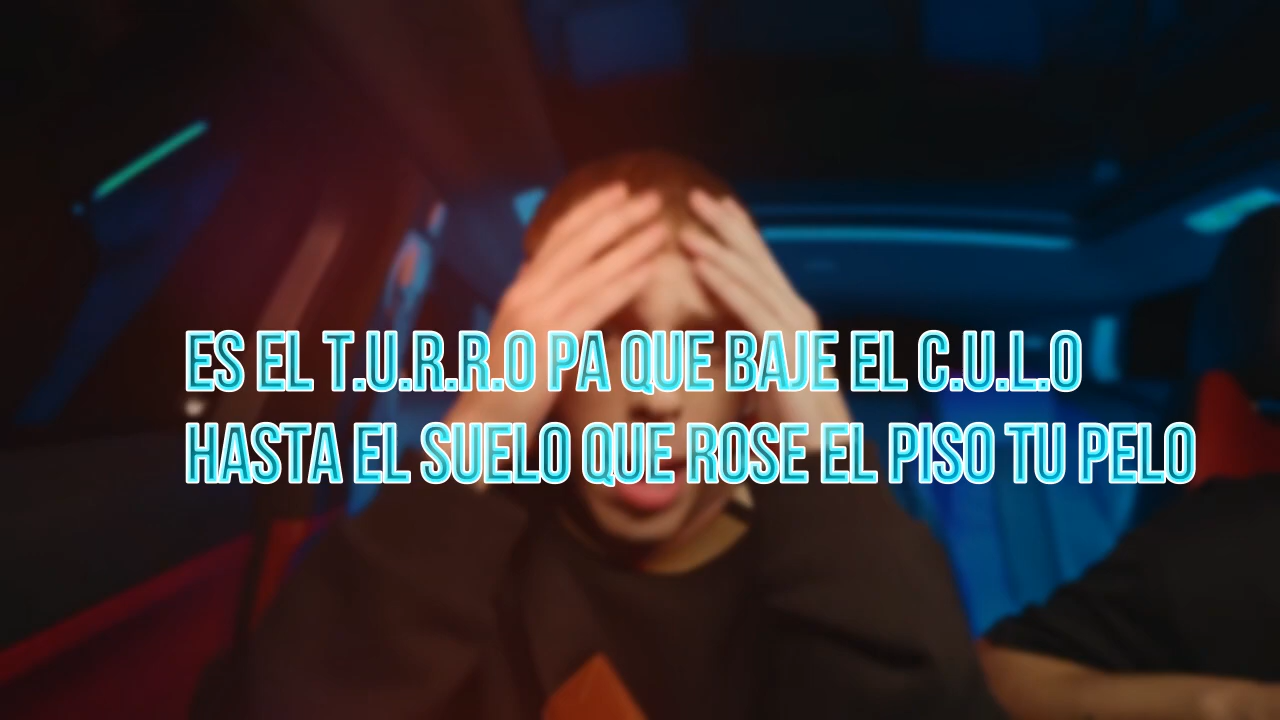 ES EL T.U.R.R.O PA QUE BAJE EL C.U.L.O
HASTA EL SUELO QUE ROSE EL PISO TU PELO